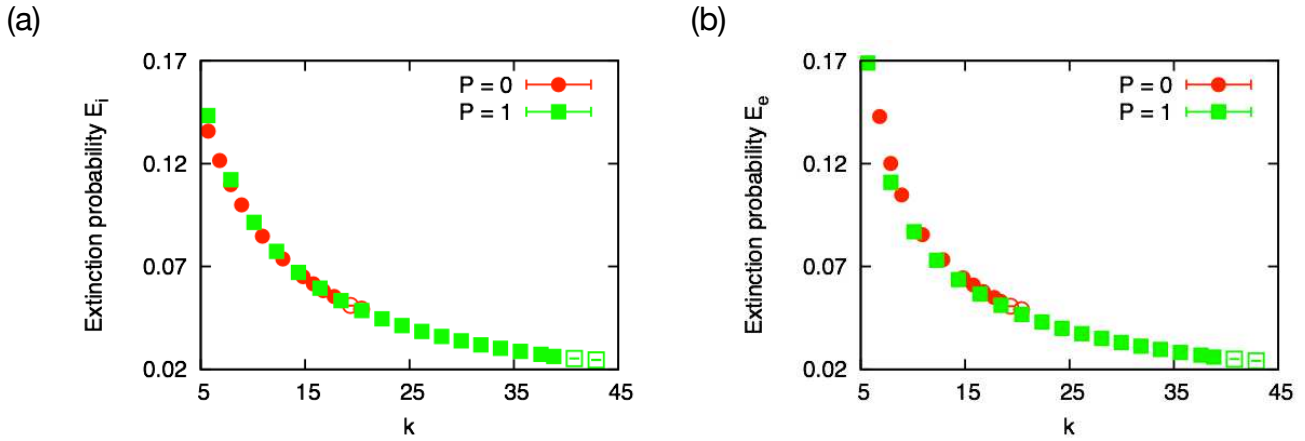 (a)
(b)
Extinction probability E_i
0.17
0.12
0.07
0.02
P = 0
P = 1
5
15
25
35
45
k
Extinction probability E_e
0.17
0.12
0.07
0.02
P = 0
P = 1
5
15
25
35
45
k